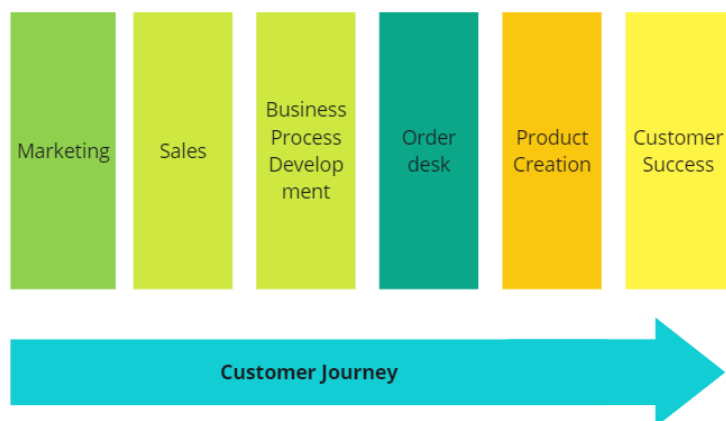 Marketing
Sales
Business
Process
Develop
ment
Order
desk
Product
Creation
Customer
Success
Customer Journey